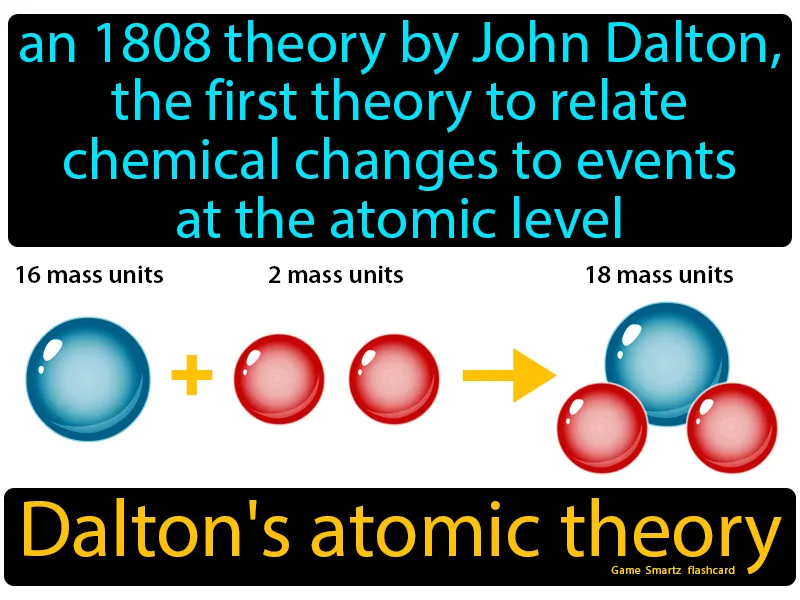 an 1808 theory by John Dalton,
the first theory to relate
chemical changes to events
at the atomic level
16 mass units
2 mass units
18 mass units
Dalton's atomic theory
Game Smartz flashcard